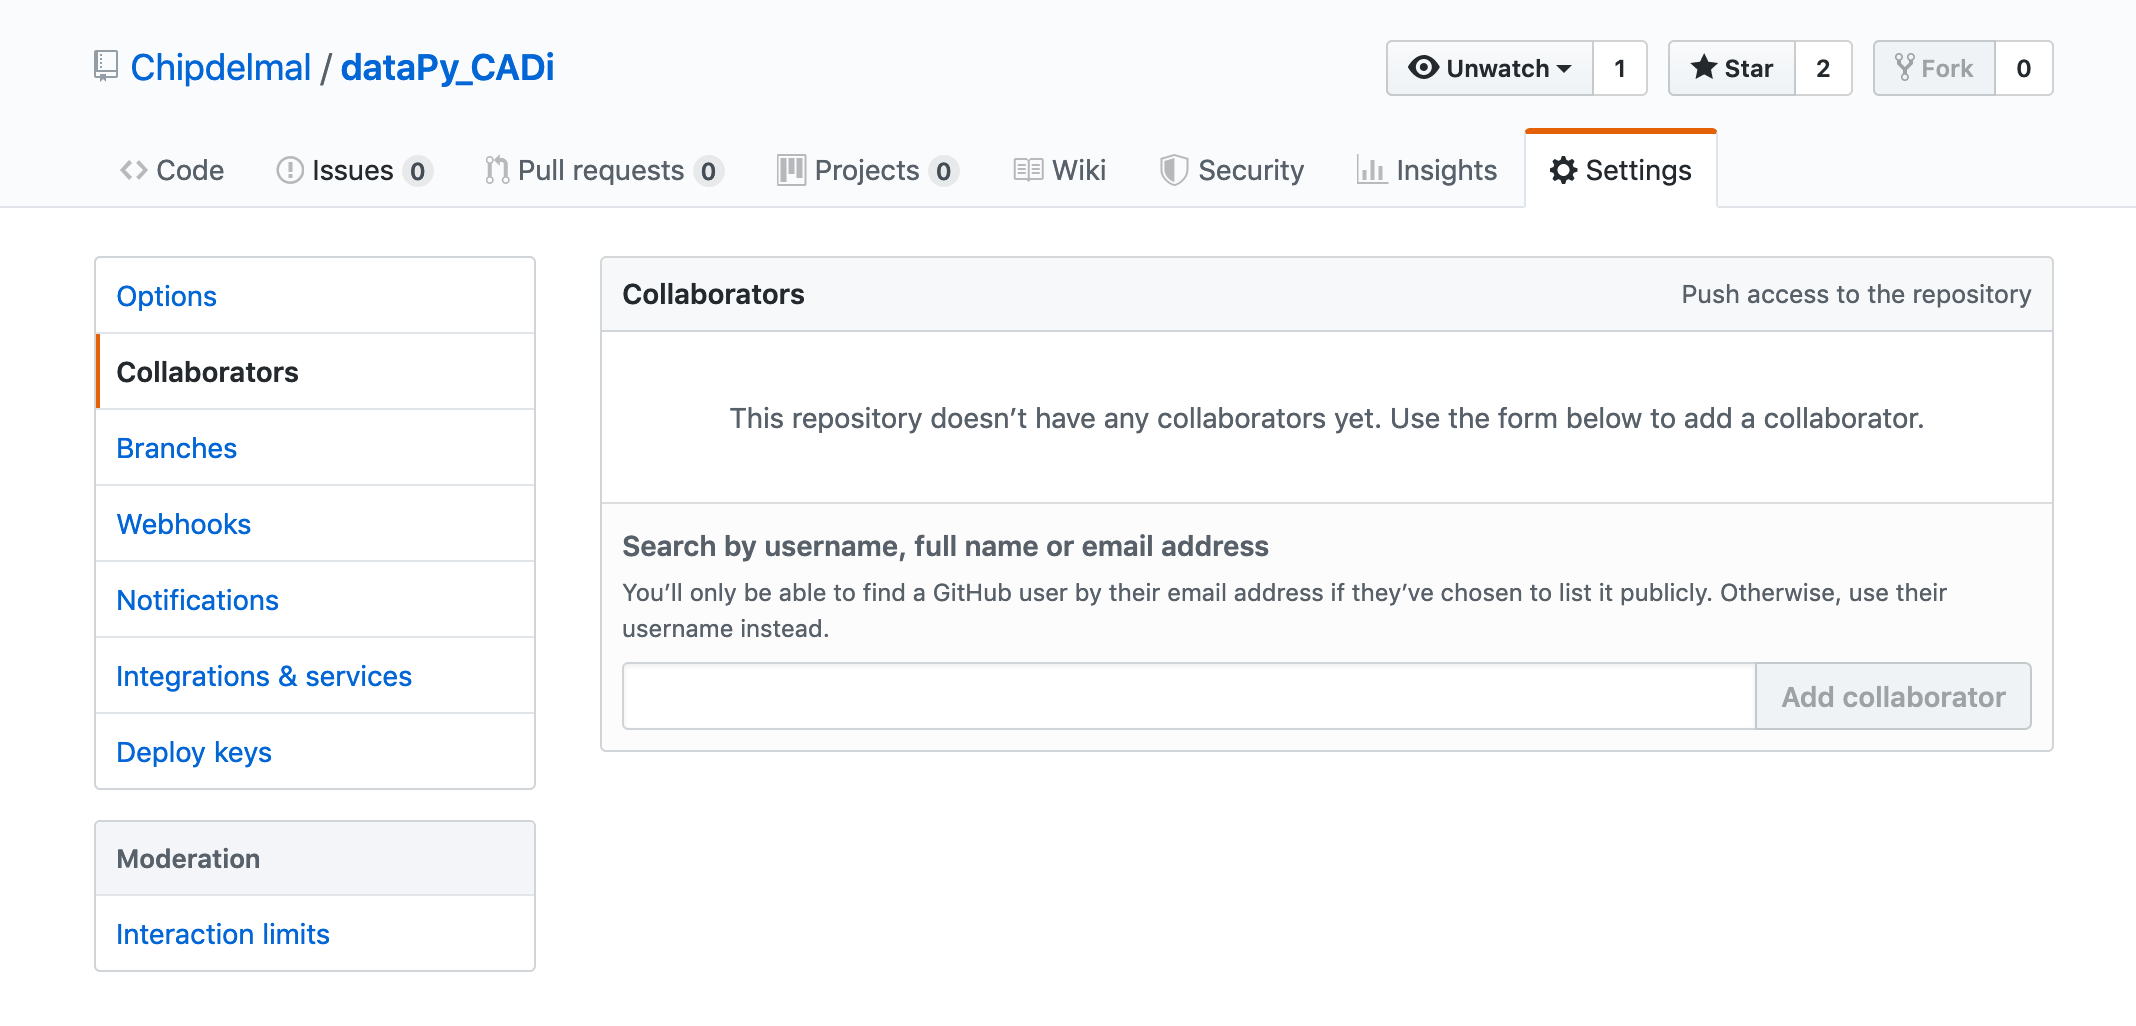 Chipdelmal / dataPy_CADi
Unwatch 1 Star 2 Fork 0
Code Issues 0 Pull requests 0 Projects 0 Wiki Security Insights Settings
Options
Collaborators
Branches
Webhooks
Notifications
Integrations & services
Deploy keys
Moderation
Interaction limits
Collaborators Push access to the repository
This repository doesn’t have any collaborators yet. Use the form below to add a collaborator.
Search by username, full name or email address
You’ll only be able to find a GitHub user by their email address if they’ve chosen to list it publicly. Otherwise, use their
username instead.
Add collaborator